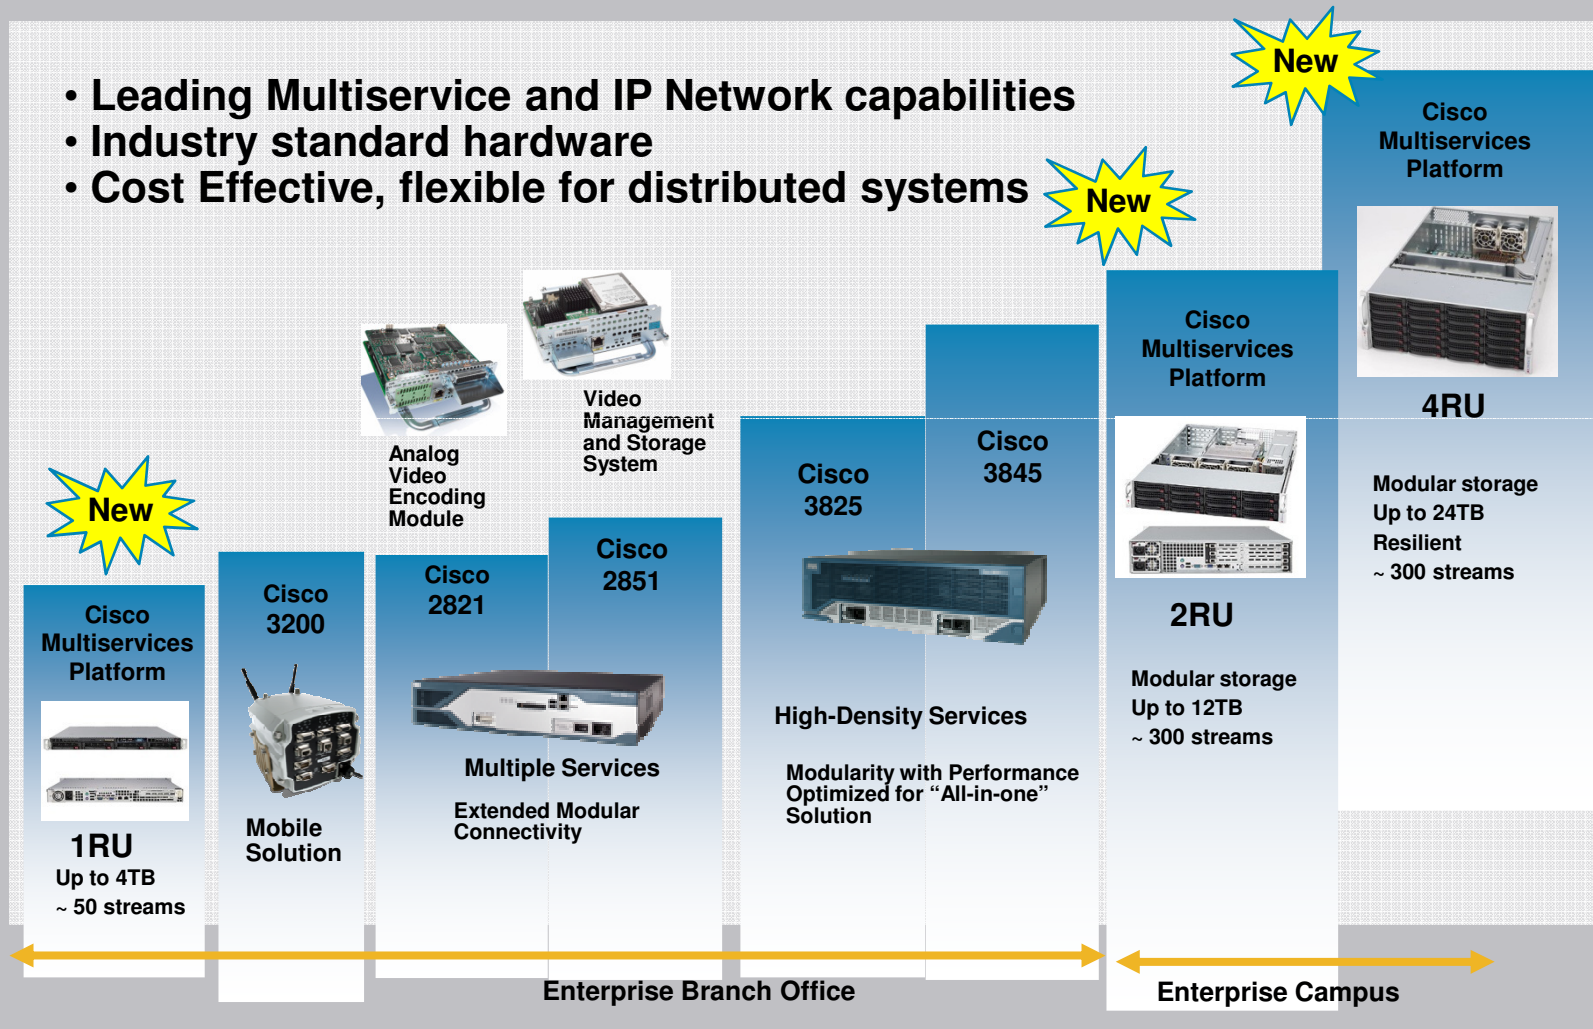 • Leading Multiservice and IP Network capabilities
• Industry standard hardware
• Cost Effective, flexible for distributed systems
New
New
New
Analog
Video
Encoding
Module
Video
Management
and Storage
System
Cisco
Multiservices
Platform
1RU
Up to 4TB
~ 50 streams
Cisco
3200
Mobile
Solution
Cisco
2821
Cisco
2851
Multiple Services
Extended Modular
Connectivity
Cisco
3825
Cisco
3845
High-Density Services
Modularity with Performance
Optimized for “All-in-one”
Solution
Cisco
Multiservices
Platform
2RU
Modular storage
Up to 12TB
~ 300 streams
Cisco
Multiservices
Platform
4RU
Modular storage
Up to 24TB
Resilient
~ 300 streams
Enterprise Branch Office
Enterprise Campus